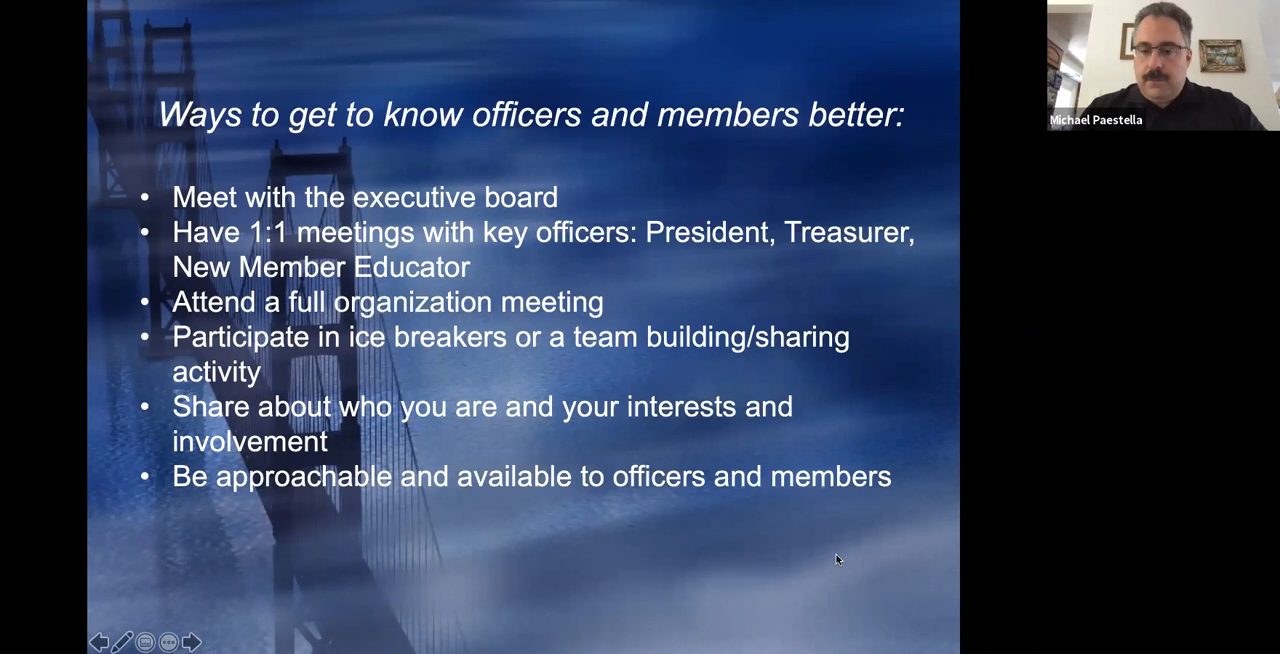 Ways to get to know officers and members better:
• Meet with the executive board
• Have 1:1 meetings with key officers: President, Treasurer,
New Member Educator
• Attend a full organization meeting
• Participate in ice breakers or a team building/sharing
activity
• Share about who you are and your interests and
involvement
• Be approachable and available to officers and members
Michael Paestella